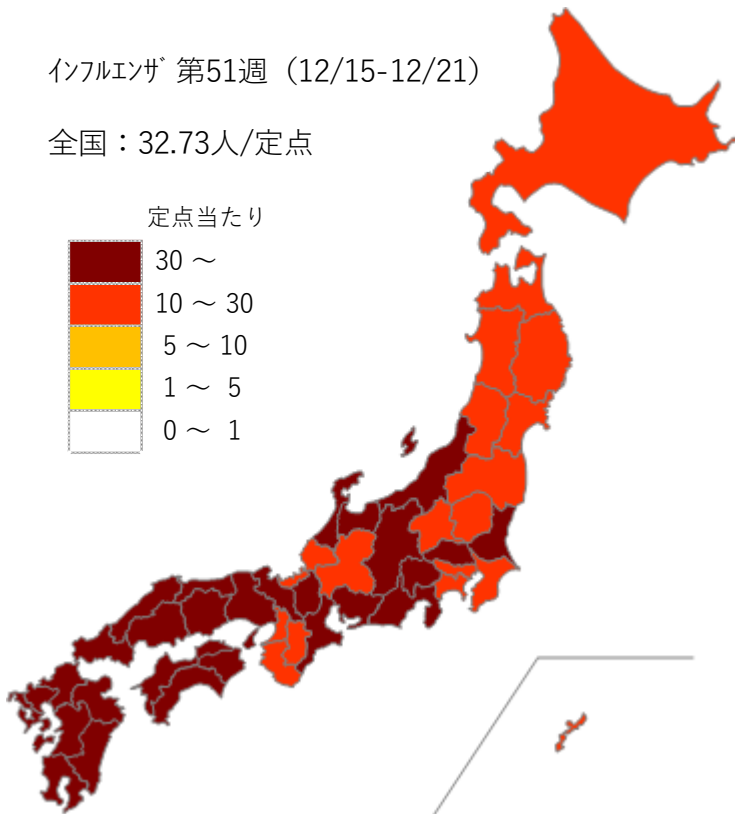 ｲﾝﾌﾙｴﾝｻﾞ 第51週（12/15-12/21）
全国：32.73人/定点
定点当たり
30 ～
10 ～ 30
5 ～ 10
1 ～ 5
0 ～ 1